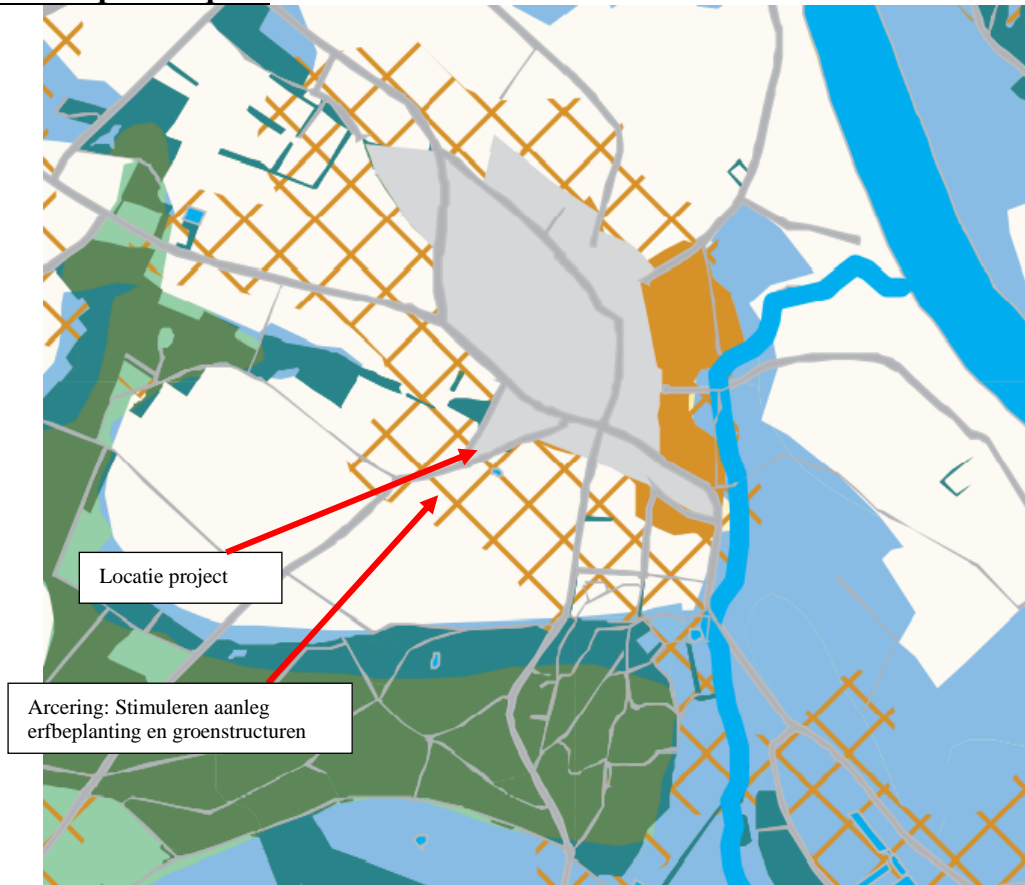 Locatie project
Arcering: Stimuleren aanleg
erfbeplanting en groenstructuren